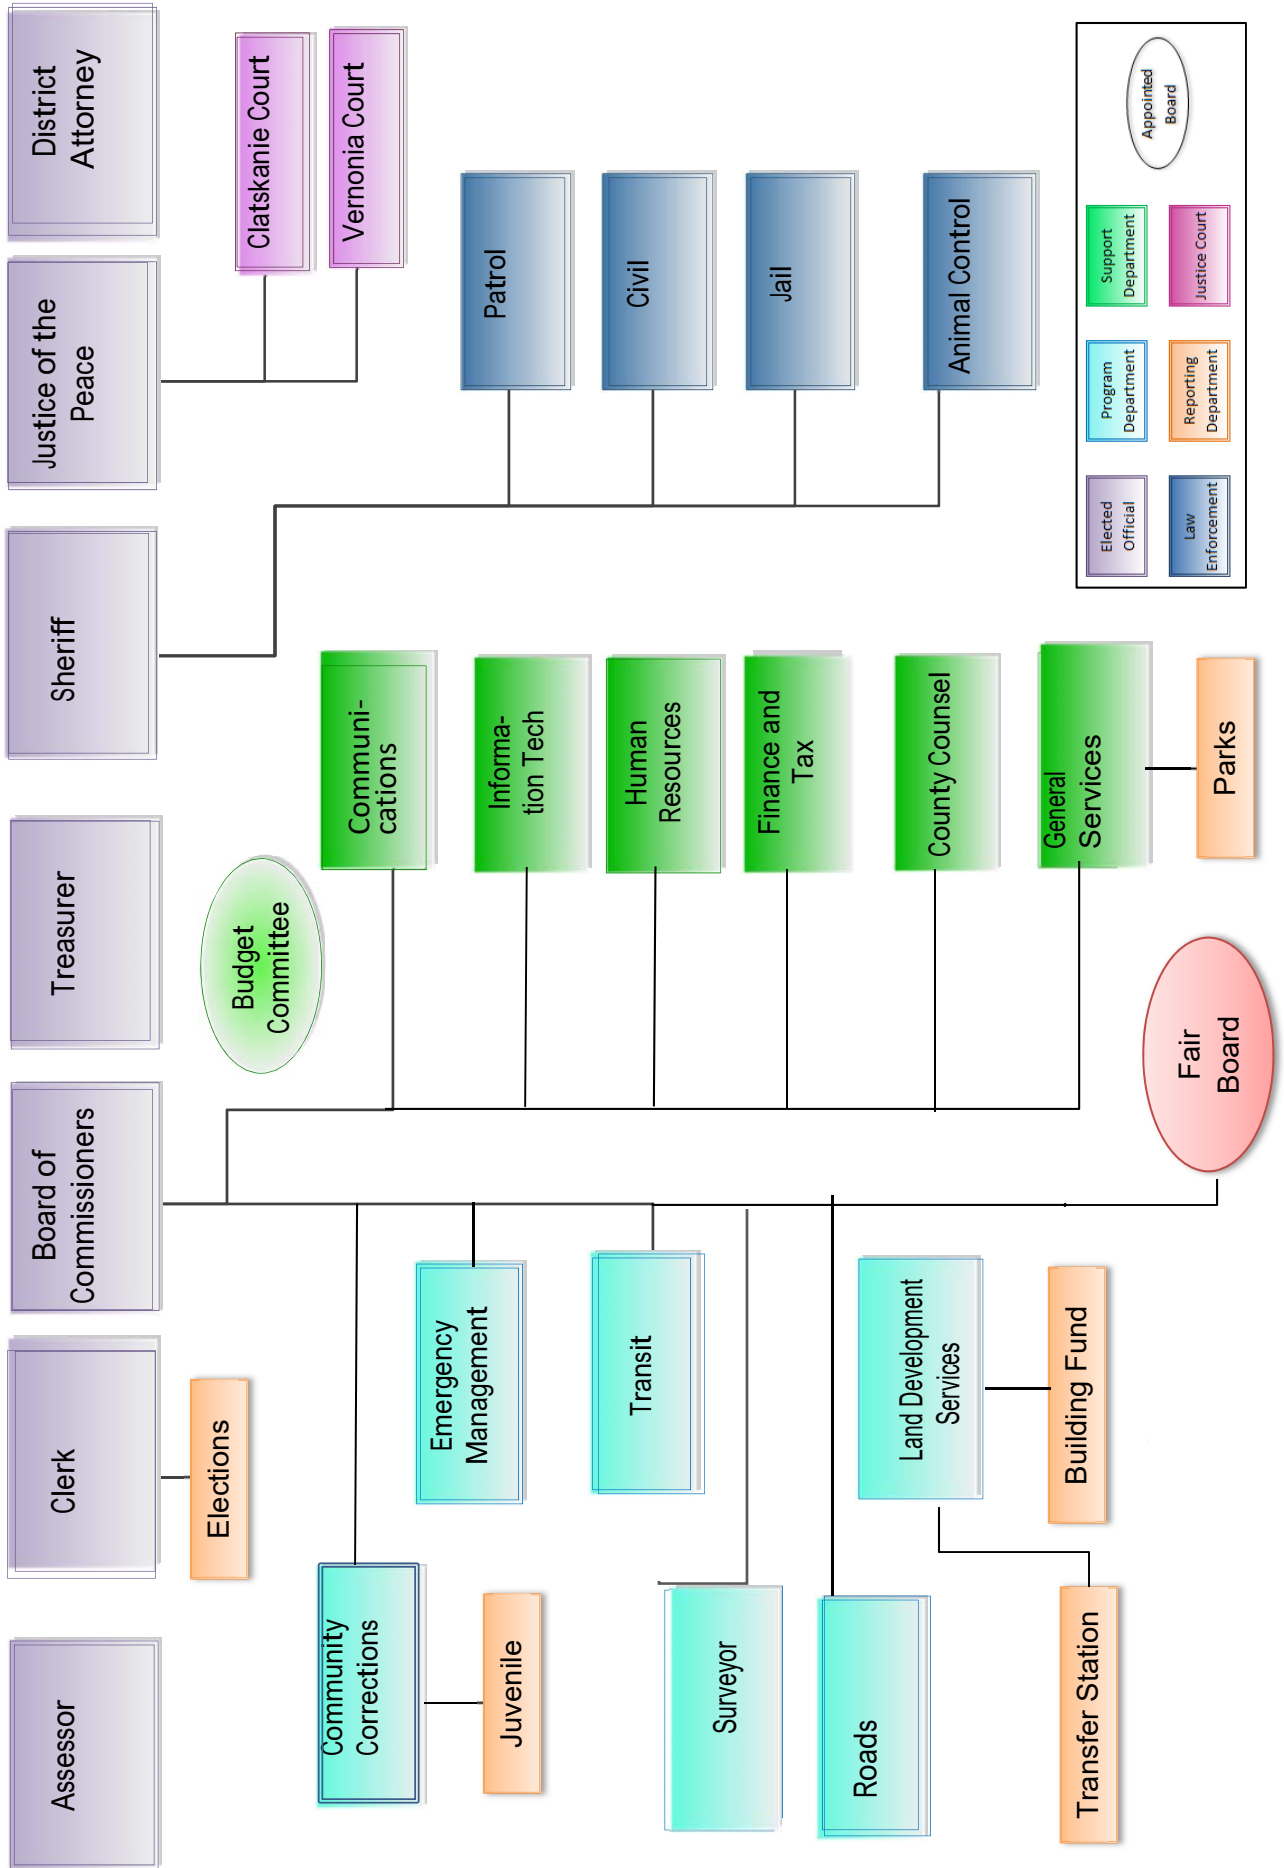 Assessor
Clerk
Board of
Commissioners
Treasurer
Sheriff
Justice of the
Peace
District
Attorney
Elections
Budget
Committee
Clatskanie Court
Vernonia Court
Community
Corrections
Juvenile
Emergency
Management
Transit
Surveyor
Roads
Land Development
Services
Building Fund
Transfer Station
Communi-
cations
Informa-
tion Tech
Human
Resources
Finance and
Tax
County Counsel
General
Services
Parks
Fair
Board
Patrol
Civil
Jail
Animal Control
Elected
Official
Program
Department
Support
Department
Appointed
Board
Law
Enforcement
Reporting
Department
Justice Court